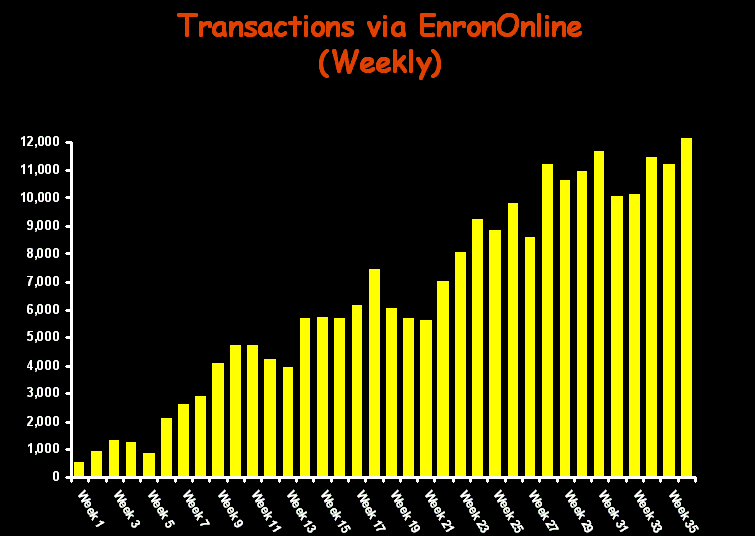 Transactions via EnronOnline
(Weekly)
12,000
11,000
10,000
9,000
8,000
7,000
6,000
5,000
4,000
3,000
2,000
1,000
0
Week 1
Week 3
Week 5
Week 7
Week 9
Week 11
Week 13
Week 15
Week 17
Week 19
Week 21
Week 23
Week 25
Week 27
Week 29
Week 31
Week 33
Week 35